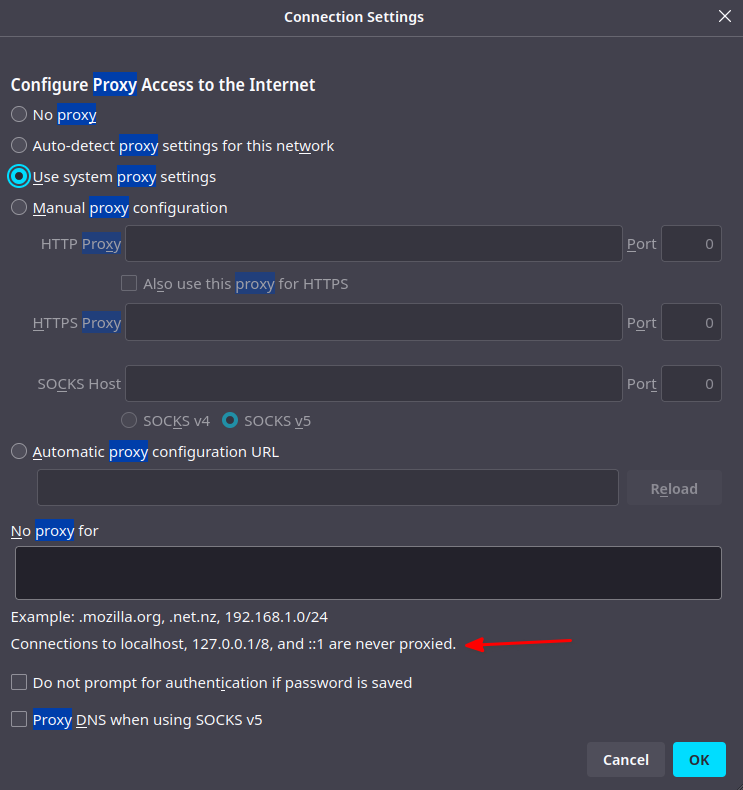 Connection Settings
Configure Proxy Access to the Internet
No proxy
Auto-detect proxy settings for this network
Use system proxy settings
Manual proxy configuration
HTTP Proxy Port 0
Also use this proxy for HTTPS
HTTPS Proxy Port 0
SOCKS Host Port 0
SOCKS v4 SOCKS v5
Automatic proxy configuration URL
Reload
No proxy for
Example: .mozilla.org, .net.nz, 192.168.1.0/24
Connections to localhost, 127.0.0.1/8, and ::1 are never proxied.
Do not prompt for authentication if password is saved
Proxy DNS when using SOCKS v5
Cancel OK